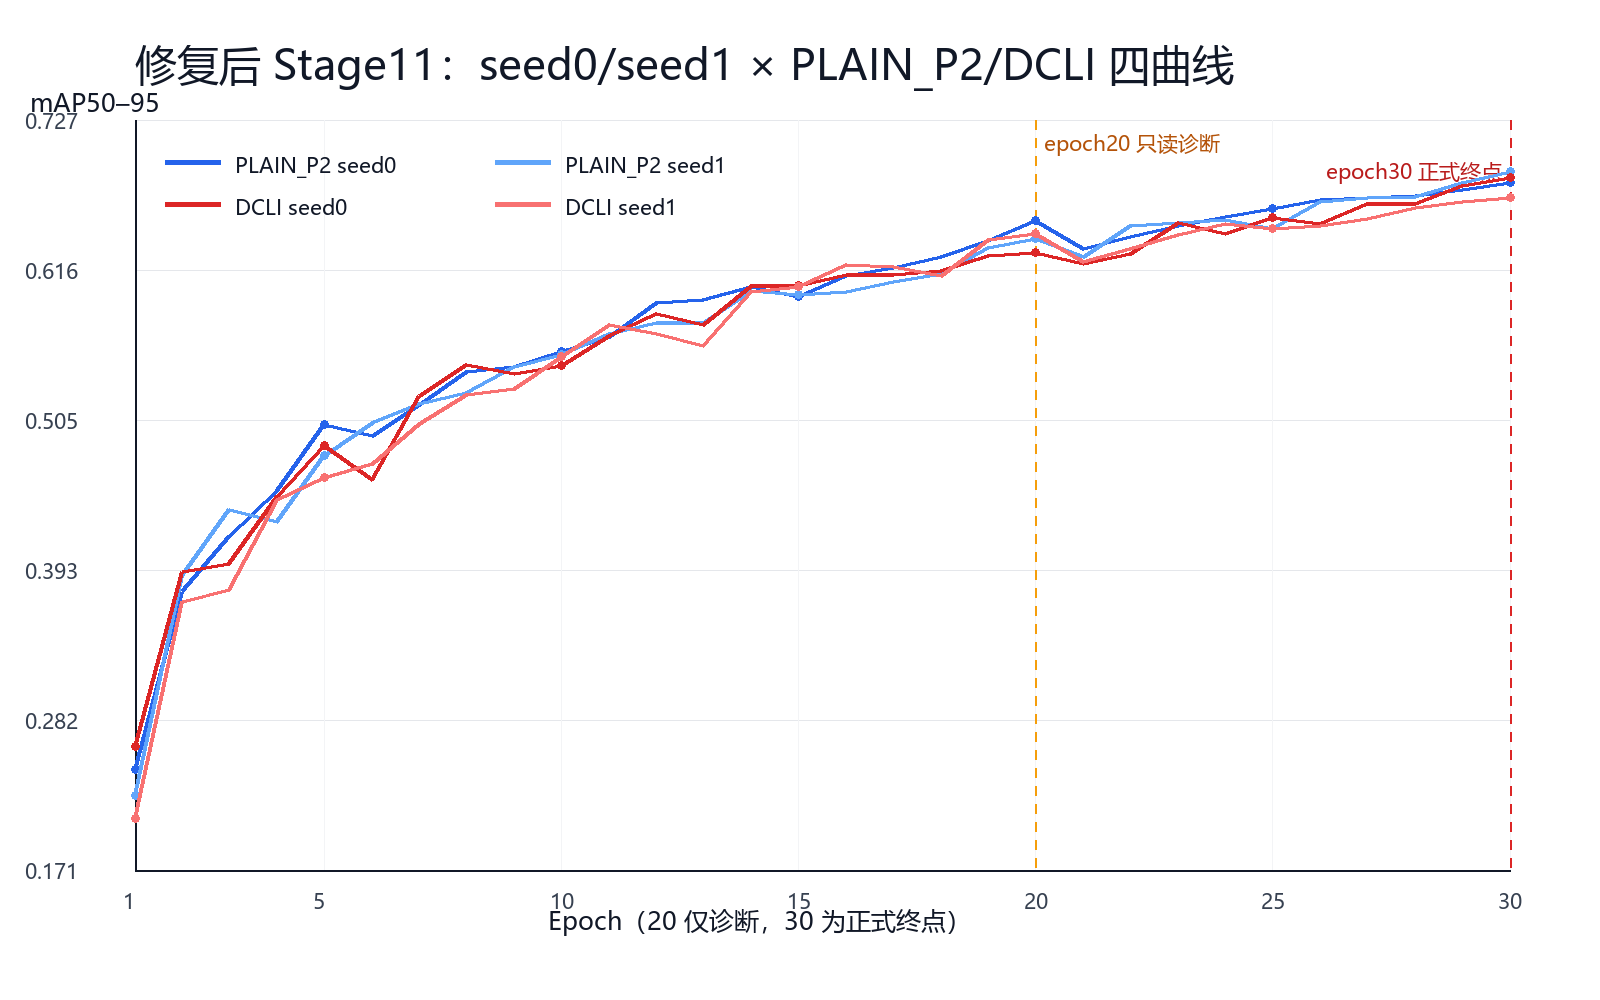 修复后 Stage11：seed0/seed1 × PLAIN_P2/DCLI 四曲线
mAP50–95
0.727
PLAIN_P2 seed0
PLAIN_P2 seed1
DCLI seed0
DCLI seed1
epoch20 只读诊断
epoch30 正式终点
0.616
0.505
0.393
0.282
0.171
1
5
10
15
20
25
30
Epoch（20 仅诊断，30 为正式终点）